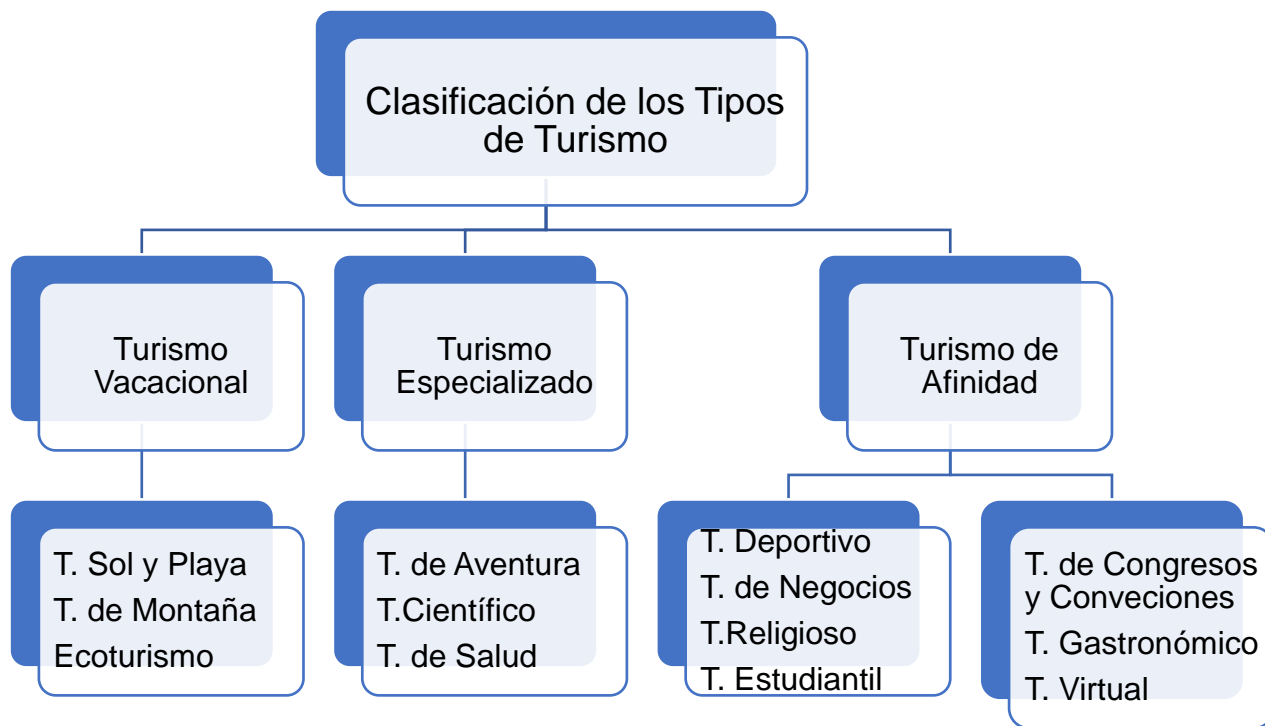 Clasificación de los Tipos
de Turismo
Turismo
Vacacional
Turismo
Especializado
Turismo de
Afinidad
T. Sol y Playa
T. de Montaña
Ecoturismo
T. de Aventura
T.Científico
T. de Salud
T. Deportivo
T. de Negocios
T.Religioso
T. Estudiantil
T. de Congresos
y Conveciones
T. Gastronómico
T. Virtual